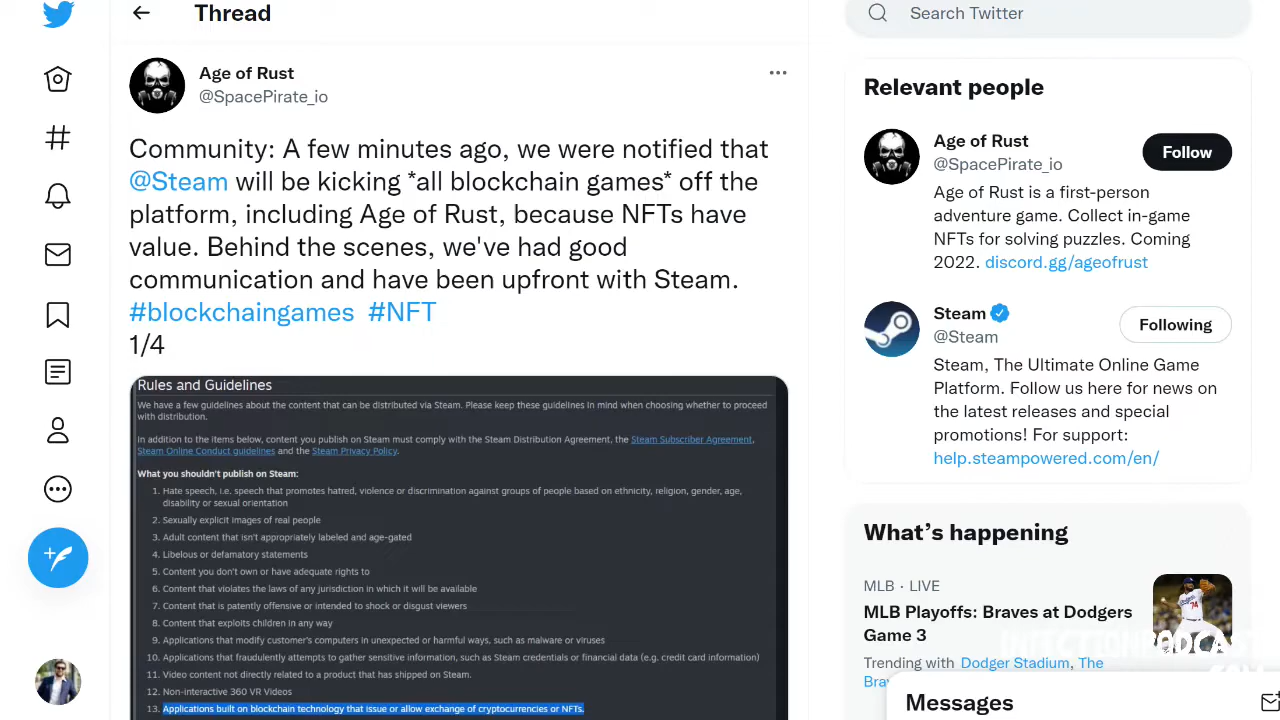 Thread
Search Twitter
Age of Rust
@SpacePirate_io
Community: A few minutes ago, we were notified that
@Steam will be kicking *all blockchain games* off the
platform, including Age of Rust, because NFTs have
value. Behind the scenes, we've had good
communication and have been upfront with Steam.
#blockchaingames #NFT
1/4
Rules and Guidelines
We have a few guidelines about the content that can be distributed via Steam. Please keep these guidelines in mind when choosing whether to proceed
with distribution.
In addition to the items below, content you publish on Steam must comply with the Steam Distribution Agreement, the Steam Subscriber Agreement,
Steam Online Conduct guidelines and the Steam Privacy Policy.
What you shouldn't publish on Steam:
1. Hate speech, i.e. speech that promotes hatred, violence or discrimination against groups of people based on ethnicity, religion, gender, age,
disability or sexual orientation
2. Sexually explicit images of real people
3. Adult content that isn't appropriately labeled and age-gated
4. Libelous or defamatory statements
5. Content you don't own or have adequate rights to
6. Content that violates the laws of any jurisdiction in which it will be available
7. Content that is patently offensive or intended to shock or disgust viewers
8. Content that exploits children in any way
9. Applications that modify customer's computers in unexpected or harmful ways, such as malware or viruses
10. Applications that fraudulently attempts to gather sensitive information, such as Steam credentials or financial data (e.g. credit card information)
11. Video content not directly related to a product that has shipped on Steam.
12. Non-interactive 360 VR Videos
13. Applications built on blockchain technology that issue or allow exchange of cryptocurrencies or NFTs.
Relevant people
Age of Rust
@SpacePirate_io
Follow
Age of Rust is a first-person
adventure game. Collect in-game
NFTs for solving puzzles. Coming
2022. discord.gg/ageofrust
Steam
@Steam
Following
Steam, The Ultimate Online Game
Platform. Follow us here for news on
the latest releases and special
promotions! For support:
help.steampowered.com/en/
What's happening
MLB · LIVE
MLB Playoffs: Braves at Dodgers
Game 3
Trending with Dodger Stadium, The
Bra
INFECTIONPODCAST
.COM
Messages